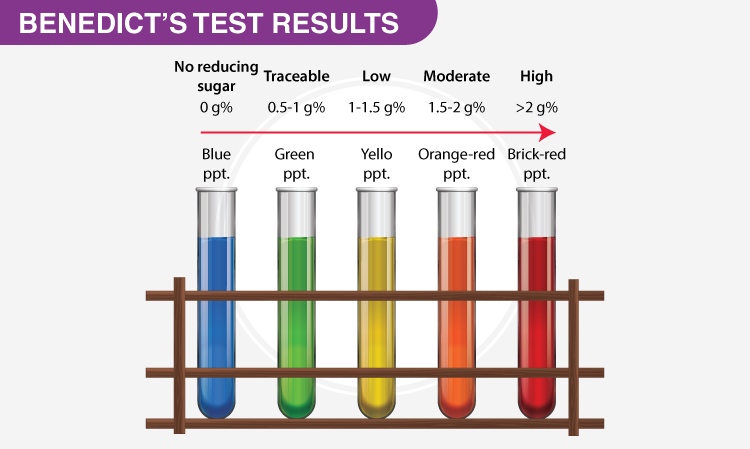 BENEDICT'S TEST RESULTS
No reducing
sugar
Traceable
Low
Moderate
High
0 g%
0.5-1 g%
1-1.5 g%
1.5-2 g%
>2 g%
Blue
ppt.
Green
ppt.
Yello
ppt.
Orange-red
ppt.
Brick-red
ppt.